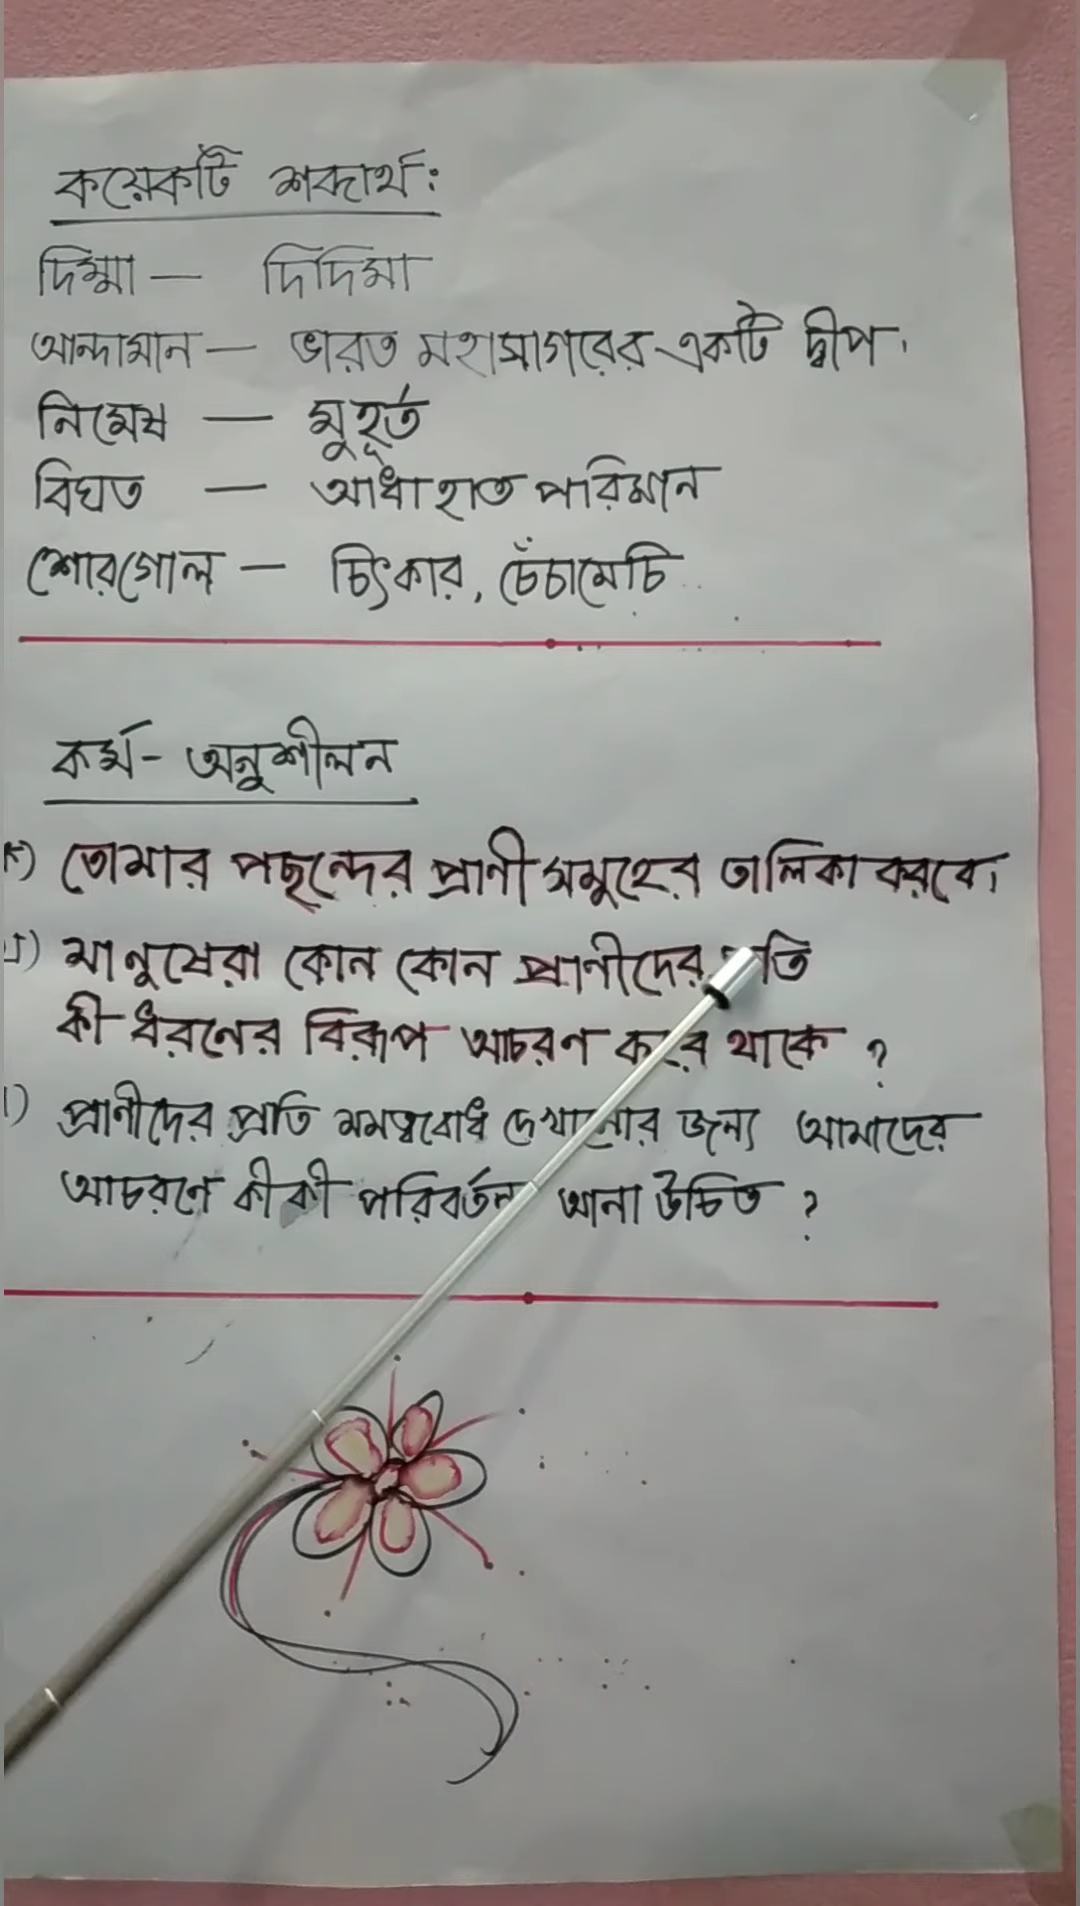 কয়েকটি শব্দার্থ:
দিম্মা — দিদিমা
আন্দামান — ভারত মহাসাগরের একটি দ্বীপ।
নিমেষ — মুহূর্ত
বিঘত — আধা হাত পরিমান
শোরগোল — চিৎকার, চেঁচামেচি
কর্ম - অনুশীলন
ক) তোমার পছন্দের প্রাণী সমুহের তালিকা করবে।
খ) মানুষেরা কোন কোন প্রানীদের
কী ধরনের বিরূপ আচরণ করে থাকে ?
প্রাণীদের প্রতি মমত্ববোধ দেখানোর জন্য আমাদের
আচরণে কী কী পরিবর্তন আনা উচিত ?